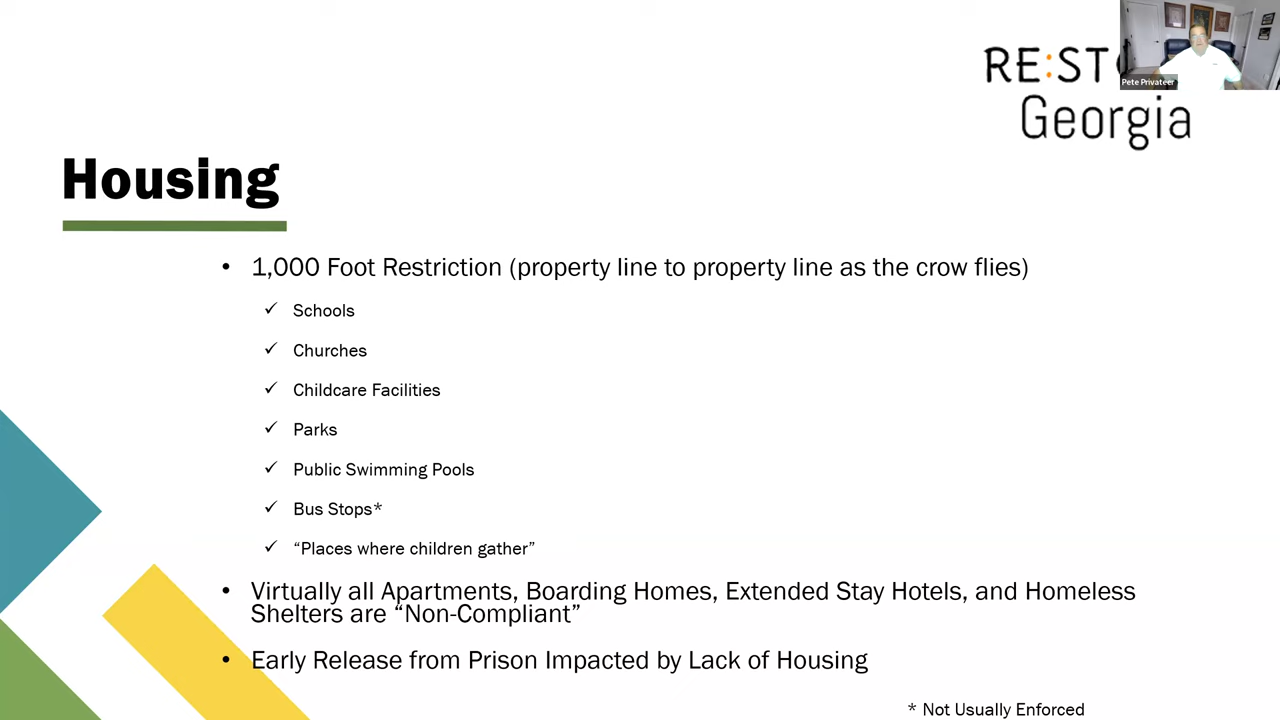 RE:ST
Georgia
Pete Privateer
Housing
• 1,000 Foot Restriction (property line to property line as the crow flies)
✓ Schools
✓ Churches
✓ Childcare Facilities
✓ Parks
✓ Public Swimming Pools
✓ Bus Stops*
✓ “Places where children gather”
• Virtually all Apartments, Boarding Homes, Extended Stay Hotels, and Homeless
Shelters are “Non-Compliant”
• Early Release from Prison Impacted by Lack of Housing
* Not Usually Enforced